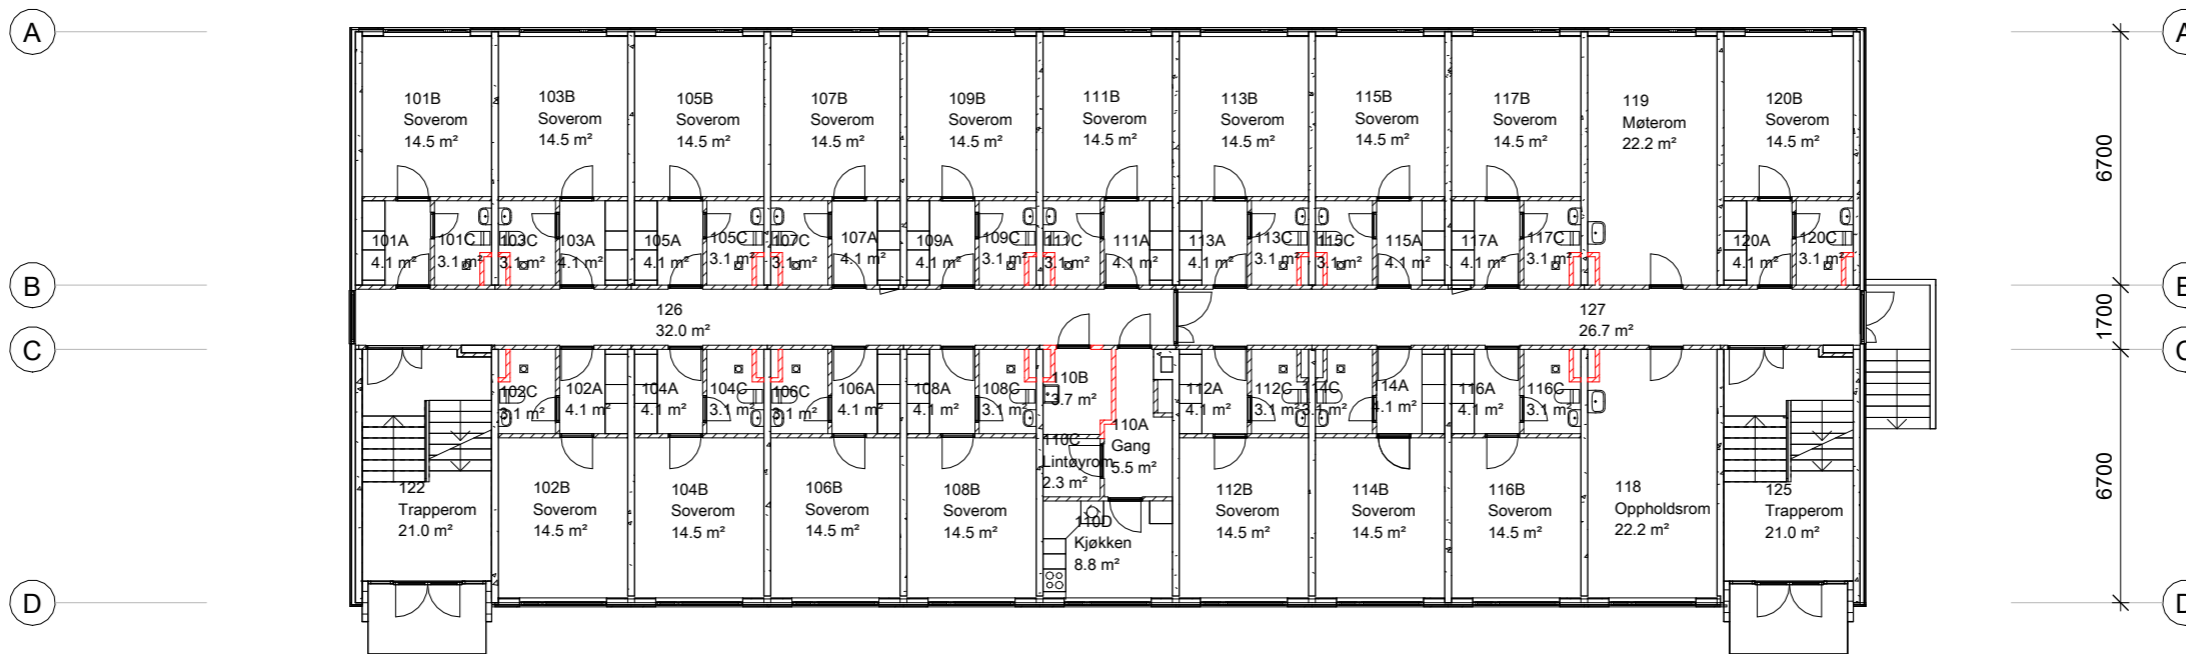 A
A
101B
Soverom
14.5 m²
103B
Soverom
14.5 m²
105B
Soverom
14.5 m²
107B
Soverom
14.5 m²
109B
Soverom
14.5 m²
111B
Soverom
14.5 m²
113B
Soverom
14.5 m²
115B
Soverom
14.5 m²
117B
Soverom
14.5 m²
119
Møterom
22.2 m²
120B
Soverom
14.5 m²
6700
101A
4.1 m²
101C
3.1 m²
103C
3.1 m²
103A
4.1 m²
105A
4.1 m²
105C
3.1 m²
107C
3.1 m²
107A
4.1 m²
109A
4.1 m²
109C
3.1 m²
111C
3.1 m²
111A
4.1 m²
113A
4.1 m²
113C
3.1 m²
115C
3.1 m²
115A
4.1 m²
117A
4.1 m²
117C
3.1 m²
120A
4.1 m²
120C
3.1 m²
B
126
32.0 m²
127
26.7 m²
1700
C
102C
3.1 m²
102A
4.1 m²
104A
4.1 m²
104C
3.1 m²
106C
3.1 m²
106A
4.1 m²
108A
4.1 m²
108C
3.1 m²
110B
3.7 m²
110A
Gang
5.5 m²
110C
Lintøyrom
2.3 m²
112A
4.1 m²
112C
3.1 m²
114C
3.1 m²
114A
4.1 m²
116A
4.1 m²
116C
3.1 m²
122
Trapperom
21.0 m²
102B
Soverom
14.5 m²
104B
Soverom
14.5 m²
106B
Soverom
14.5 m²
108B
Soverom
14.5 m²
110D
Kjøkken
8.8 m²
112B
Soverom
14.5 m²
114B
Soverom
14.5 m²
116B
Soverom
14.5 m²
118
Oppholdsrom
22.2 m²
125
Trapperom
21.0 m²
6700
D